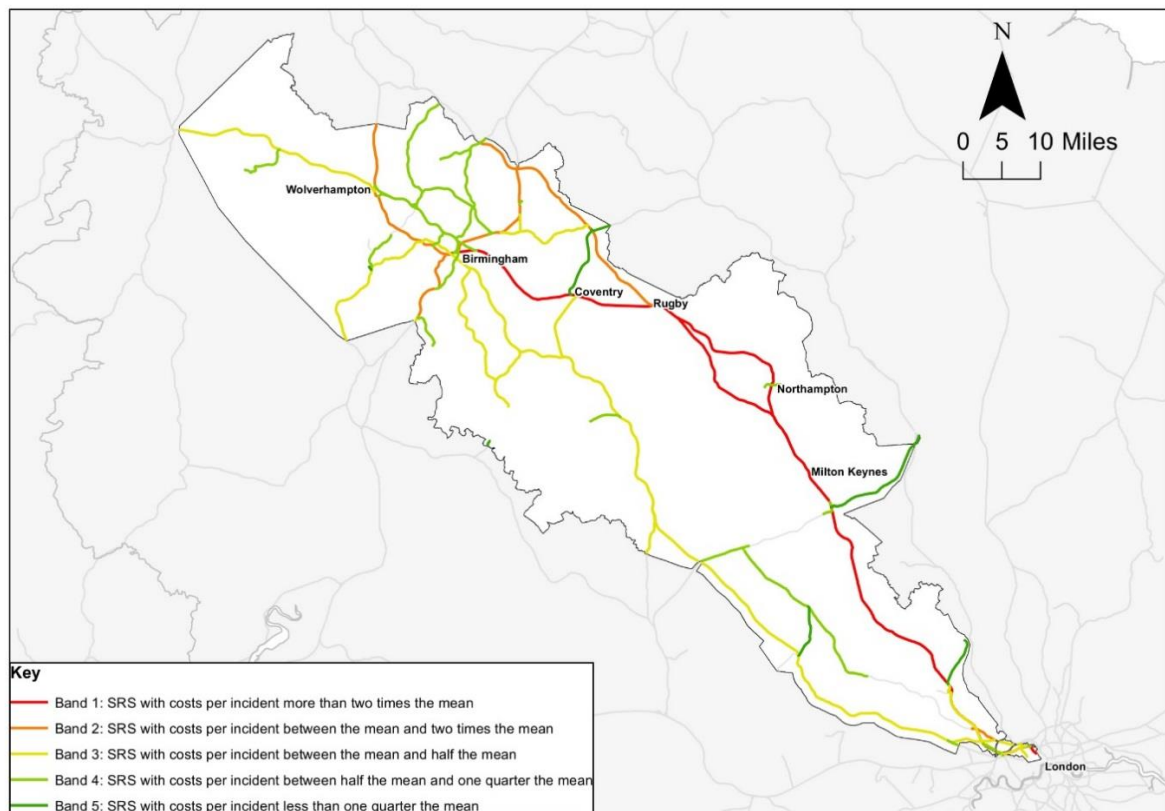 N
0 5 10 Miles
Wolverhampton
Birmingham
Coventry
Rugby
Northampton
Milton Keynes
London
Key
Band 1: SRS with costs per incident more than two times the mean
Band 2: SRS with costs per incident between the mean and two times the mean
Band 3: SRS with costs per incident between the mean and half the mean
Band 4: SRS with costs per incident between half the mean and one quarter the mean
Band 5: SRS with costs per incident less than one quarter the mean